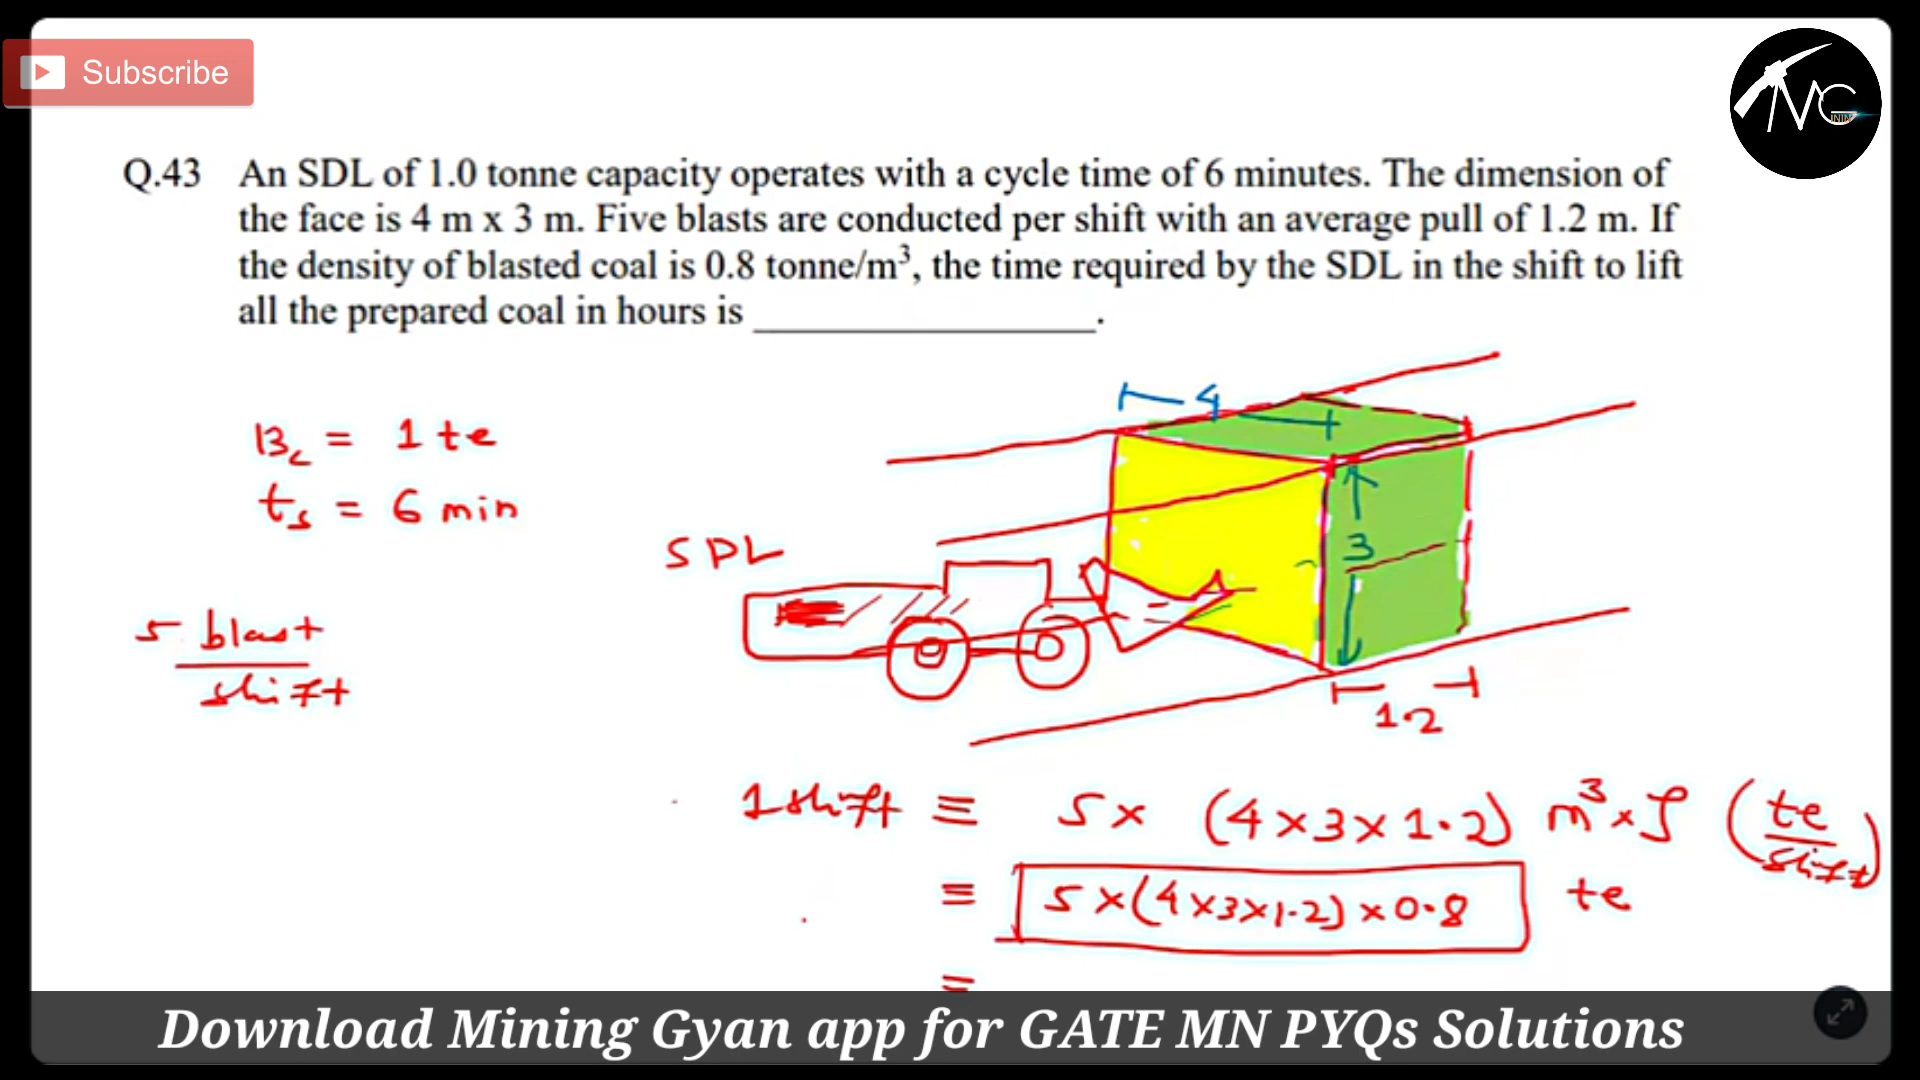 Subscribe
Q.43 An SDL of 1.0 tonne capacity operates with a cycle time of 6 minutes. The dimension of
the face is 4 m x 3 m. Five blasts are conducted per shift with an average pull of 1.2 m. If
the density of blasted coal is 0.8 tonne/m³, the time required by the SDL in the shift to lift
all the prepared coal in hours is ____________.
4
Bc = 1 te
ts = 6 min
SDL
3
5 blast
shift
1.2
1 shift ≡ 5 x (4 x 3 x 1.2) m³ x ρ (te/shift)
≡ 5 x (4 x 3 x 1.2) x 0.8 te
=
Download Mining Gyan app for GATE MN PYQs Solutions